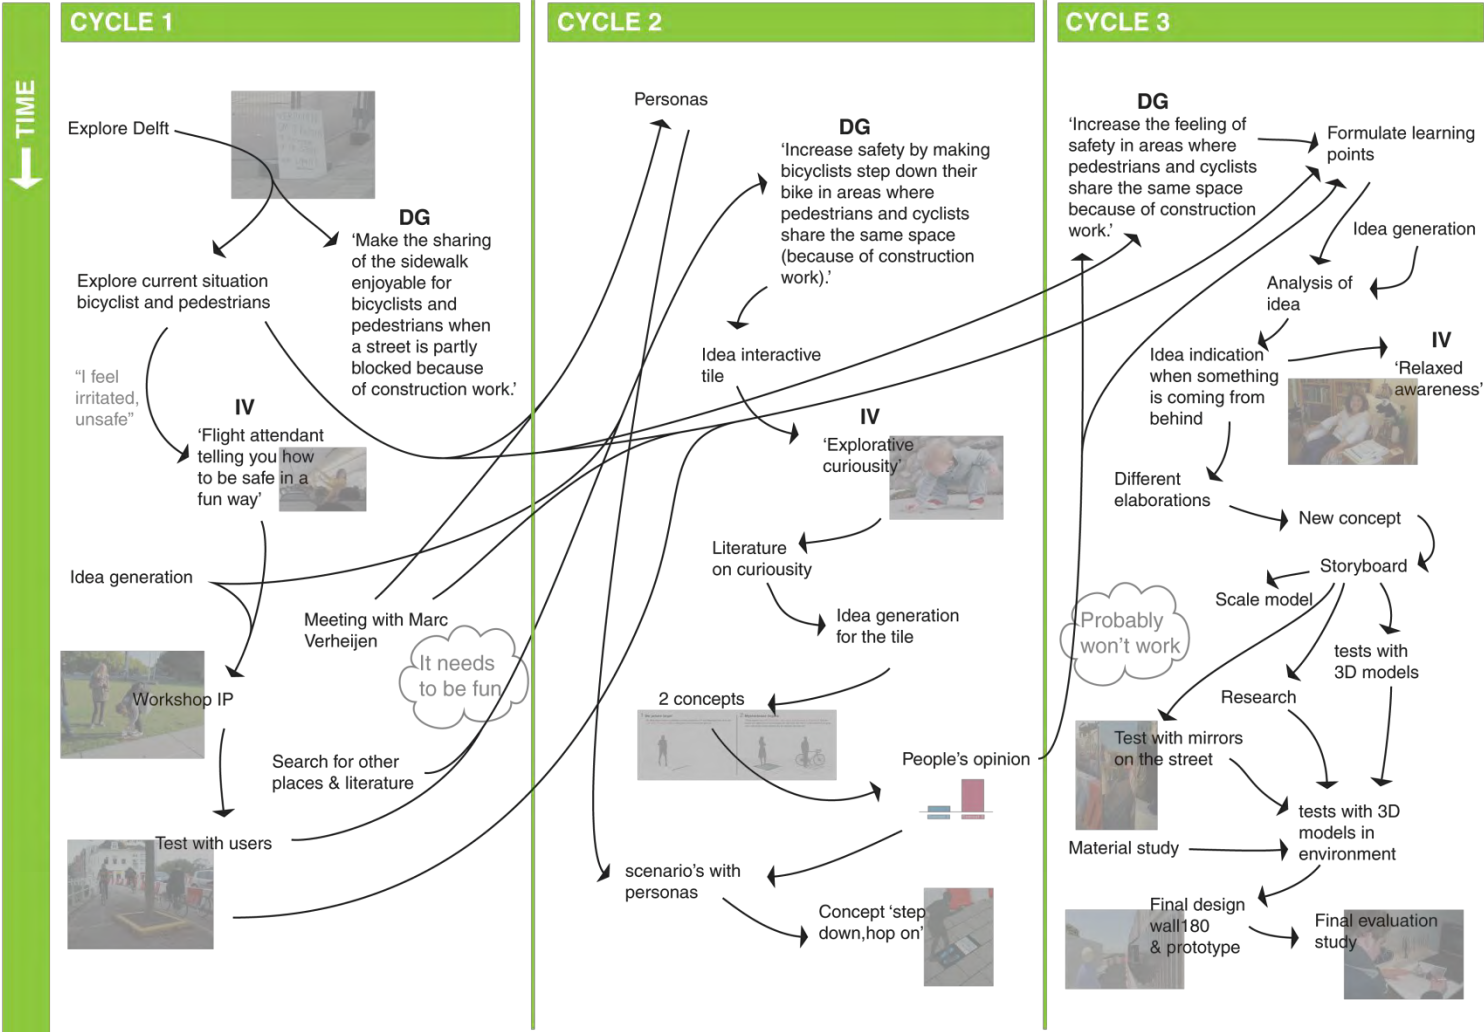 CYCLE 1
CYCLE 2
CYCLE 3
TIME
Explore Delft
DG
‘Make the sharing
of the sidewalk
enjoyable for
bicyclists and
pedestrians when
a street is partly
blocked because
of construction work.’
Explore current situation
bicyclist and pedestrians
“I feel
irritated,
unsafe”
IV
‘Flight attendant
telling you how
to be safe in a
fun way’
Idea generation
Meeting with Marc
Verheijen
It needs
to be fun
Workshop IP
Search for other
places & literature
Test with users
Personas
DG
‘Increase safety by making
bicyclists step down their
bike in areas where
pedestrians and cyclists
share the same space
(because of construction
work).’
Idea interactive
tile
IV
‘Explorative
curiousity’
Literature
on curiousity
Idea generation
for the tile
2 concepts
People’s opinion
scenario’s with
personas
Concept ‘step
down,hop on’
DG
‘Increase the feeling of
safety in areas where
pedestrians and cyclists
share the same space
because of construction
work.’
Formulate learning
points
Idea generation
Analysis of
idea
Idea indication
when something
is coming from
behind
IV
‘Relaxed
awareness’
Different
elaborations
New concept
Storyboard
Scale model
Probably
won’t work
tests with
3D models
Research
Test with mirrors
on the street
tests with 3D
models in
environment
Material study
Final design
wall180
& prototype
Final evaluation
study